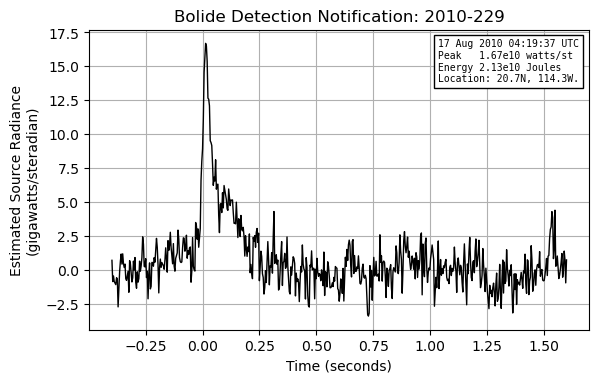 Bolide Detection Notification: 2010-229
17 Aug 2010 04:19:37 UTC
Peak   1.67e10 watts/st
Energy 2.13e10 Joules
Location: 20.7N, 114.3W.
Estimated Source Radiance
(gigawatts/steradian)
17.5
15.0
12.5
10.0
7.5
5.0
2.5
0.0
−2.5
−0.25
0.00
0.25
0.50
0.75
1.00
1.25
1.50
Time (seconds)